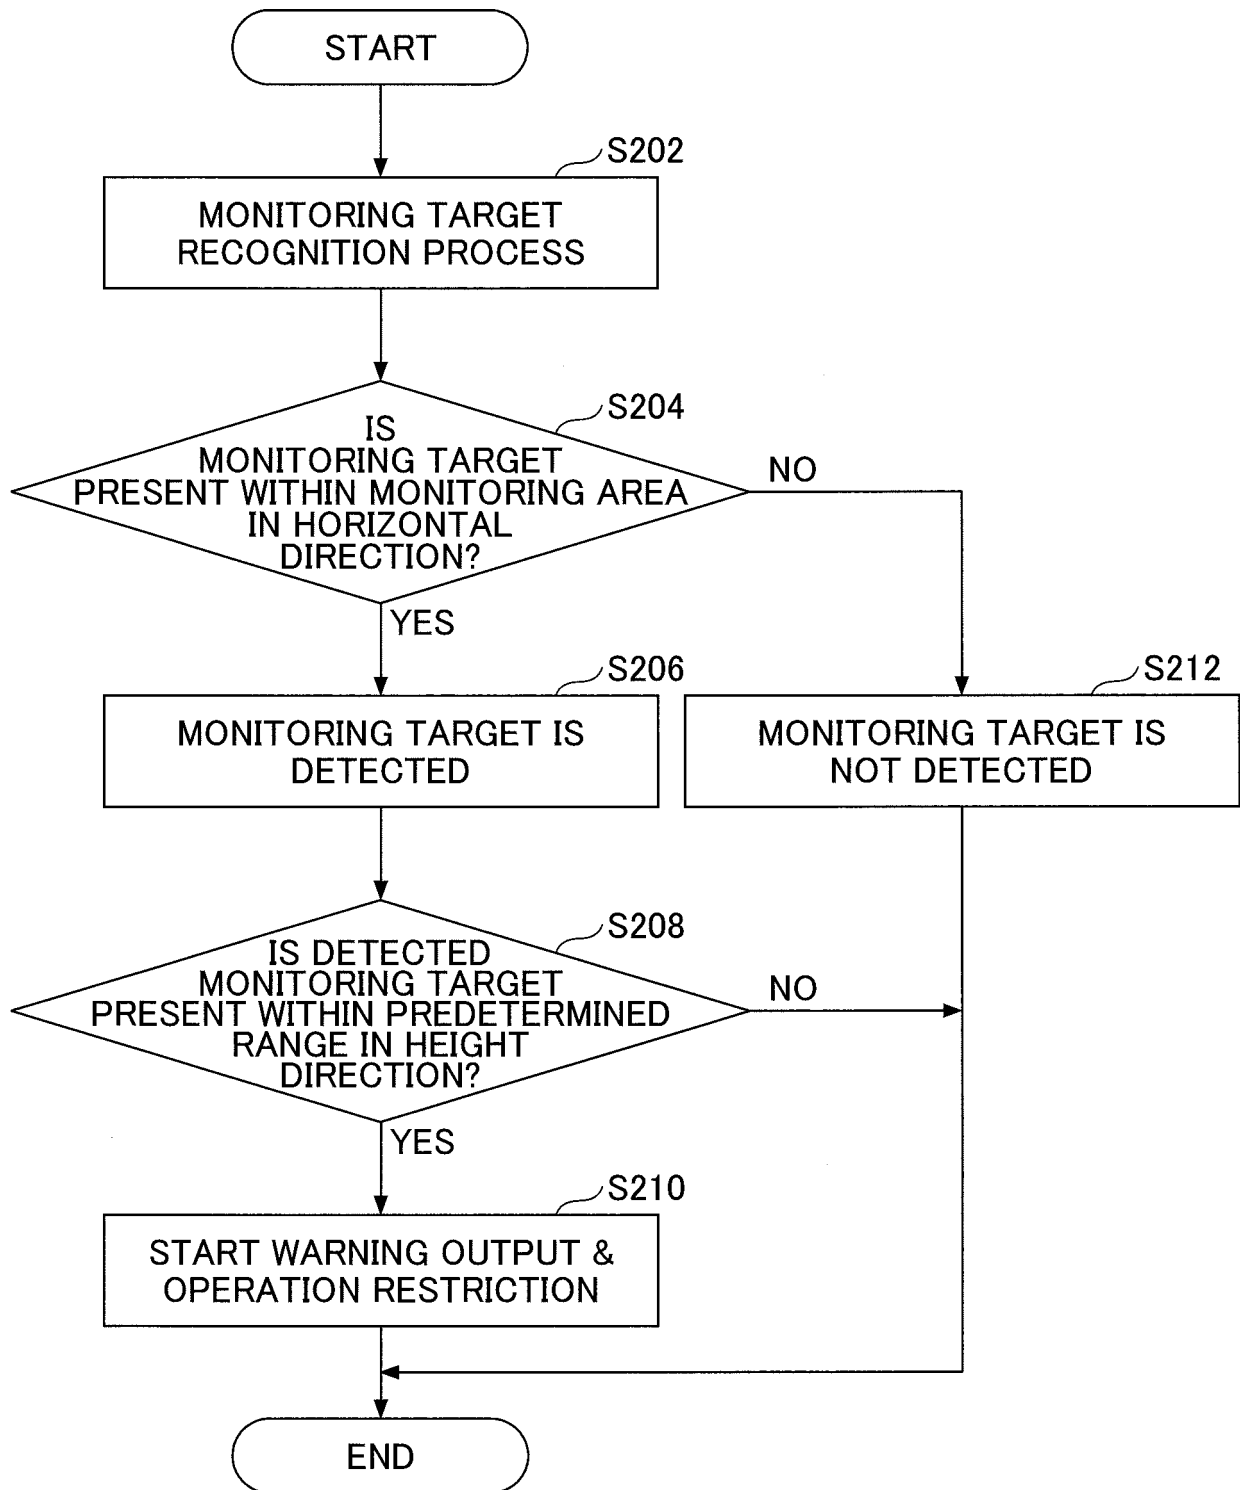 START
S202
MONITORING TARGET
RECOGNITION PROCESS
S204
IS
MONITORING TARGET
PRESENT WITHIN MONITORING AREA
IN HORIZONTAL
DIRECTION?
NO
YES
S206
MONITORING TARGET IS
DETECTED
S212
MONITORING TARGET IS
NOT DETECTED
S208
IS DETECTED
MONITORING TARGET
PRESENT WITHIN PREDETERMINED
RANGE IN HEIGHT
DIRECTION?
NO
YES
S210
START WARNING OUTPUT &
OPERATION RESTRICTION
END